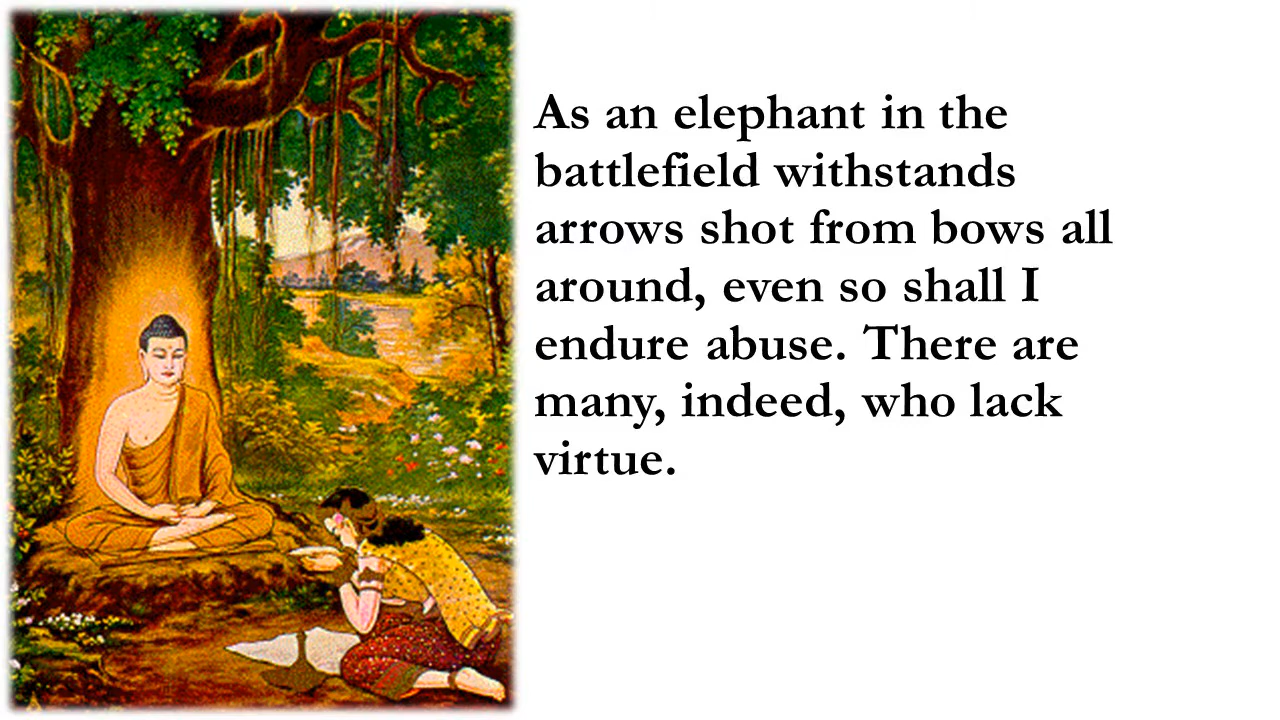 As an elephant in the
battlefield withstands
arrows shot from bows all
around, even so shall I
endure abuse. There are
many, indeed, who lack
virtue.